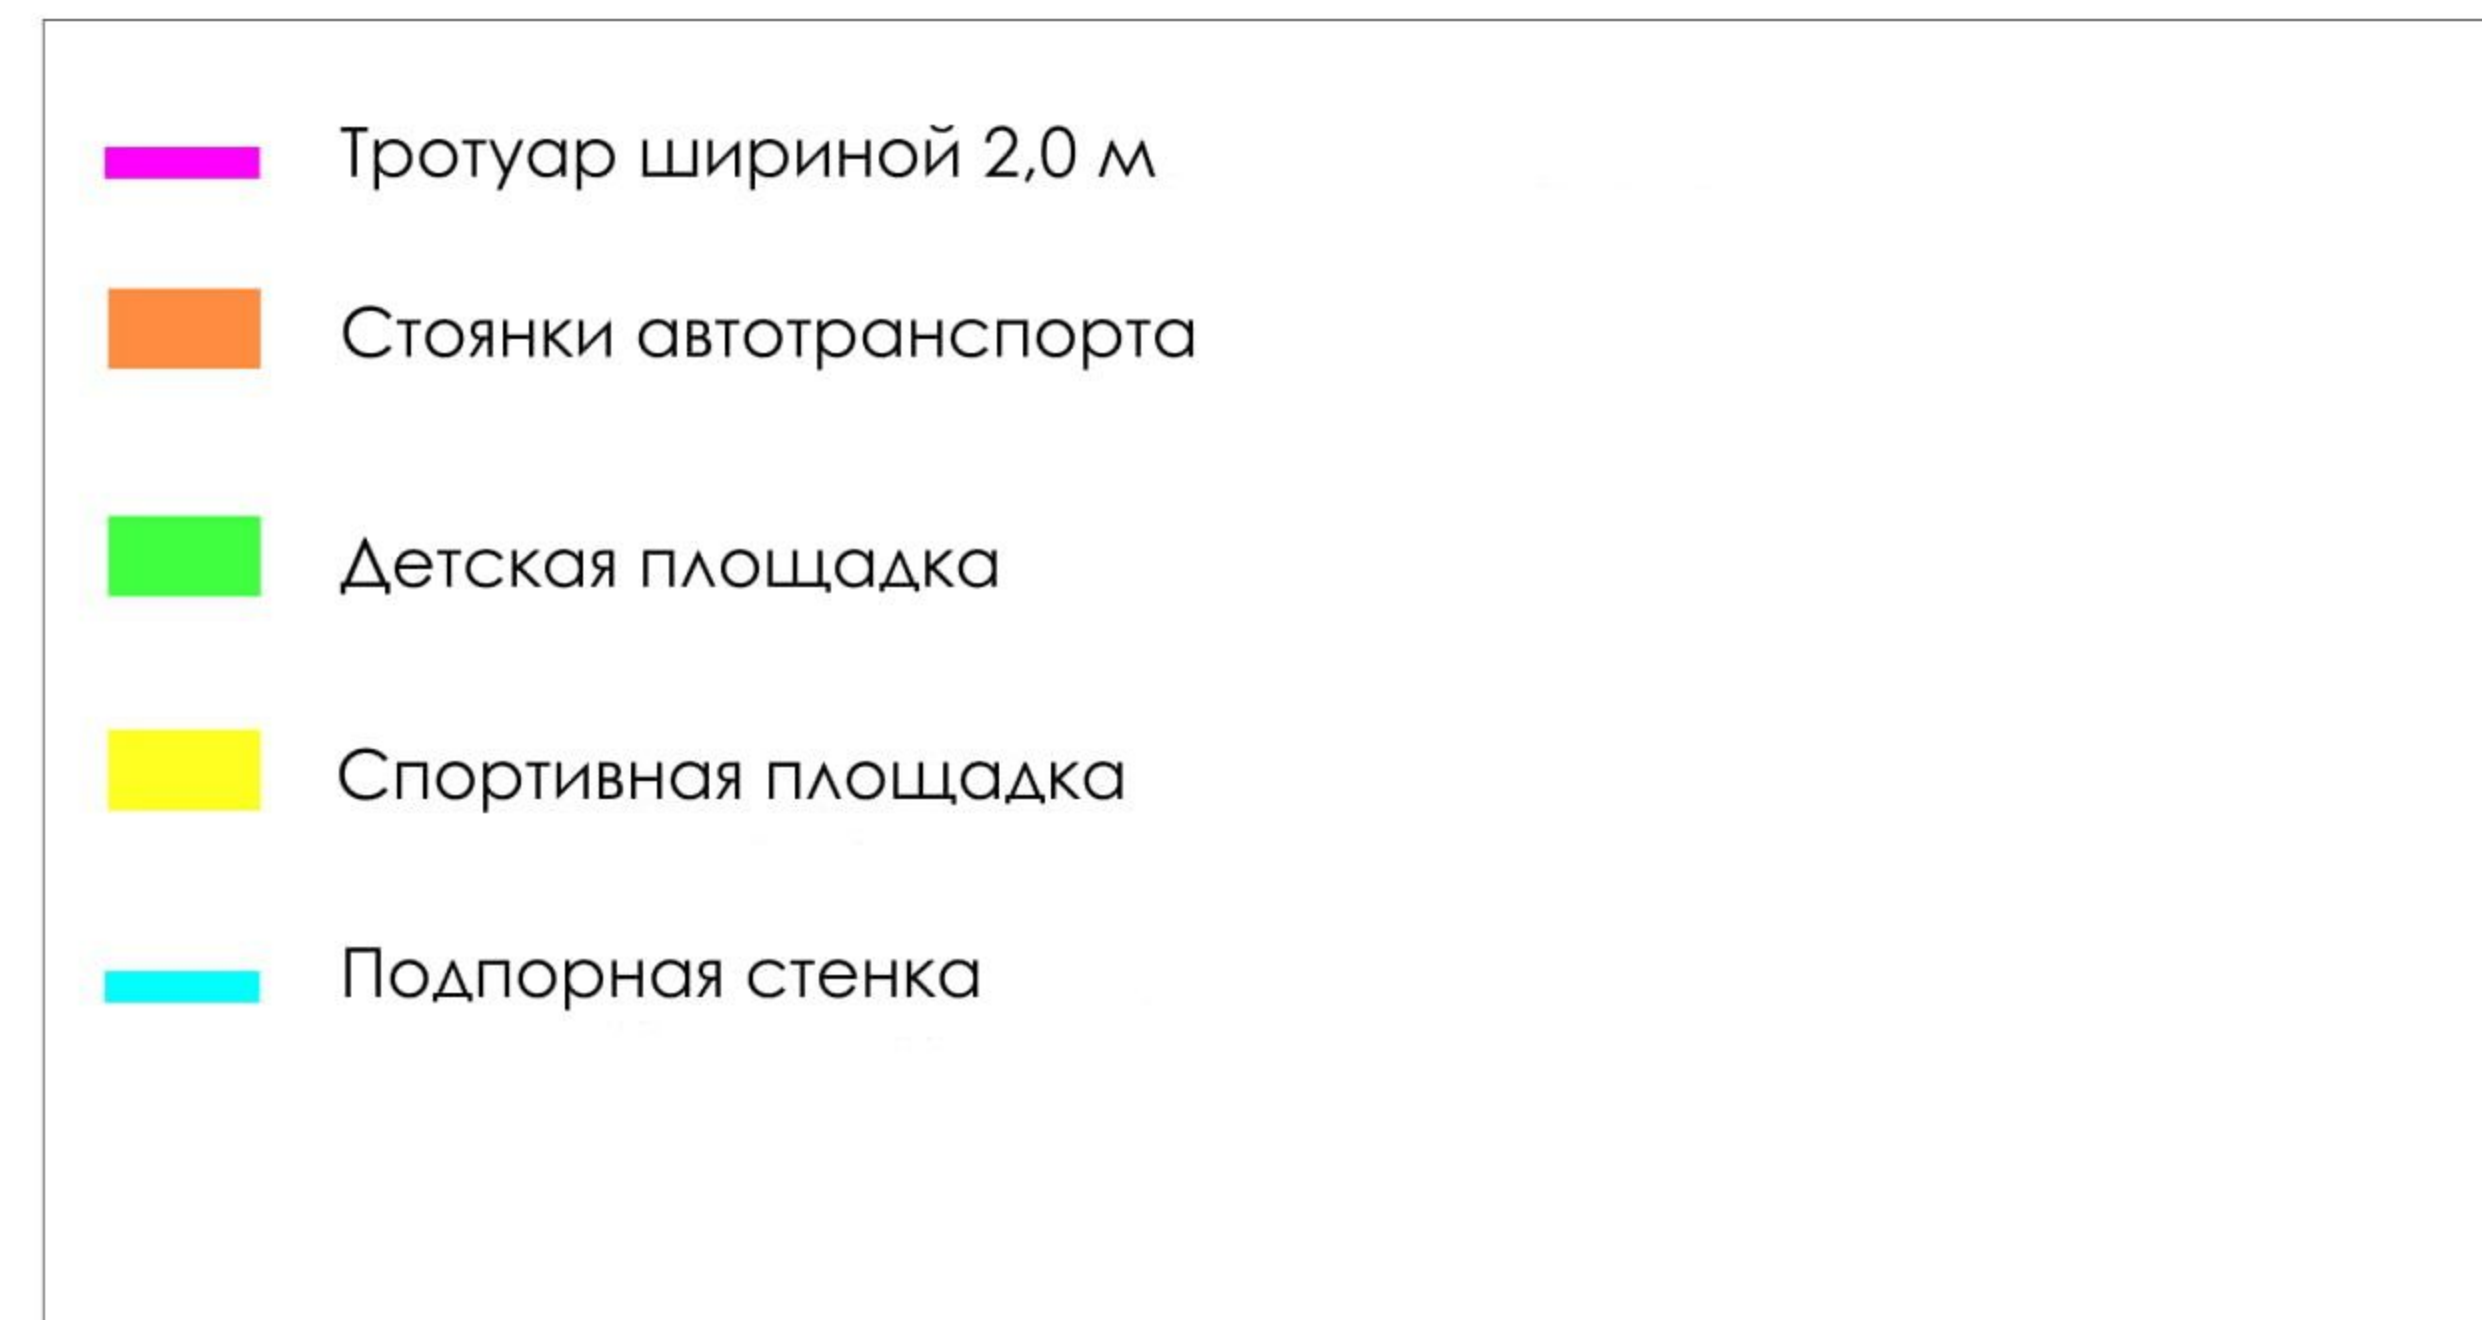 Тротуар шириной 2,0 м
Стоянки автотранспорта
Детская площадка
Спортивная площадка
Подпорная стенка